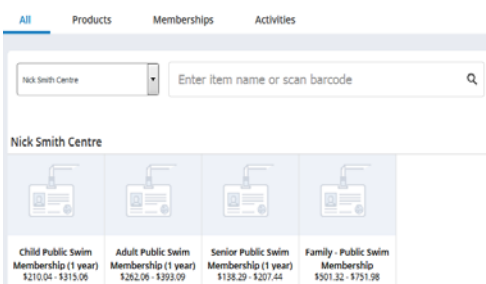 All Products Memberships Activities
Nick Smith Centre Enter item name or scan barcode
Nick Smith Centre
Child Public Swim Adult Public Swim Senior Public Swim Family - Public Swim
Membership (1 year) Membership (1 year) Membership (1 year) Membership
$210.04 - $315.06 $262.06 - $393.09 $138.29 - $207.44 $501.32 - $751.98